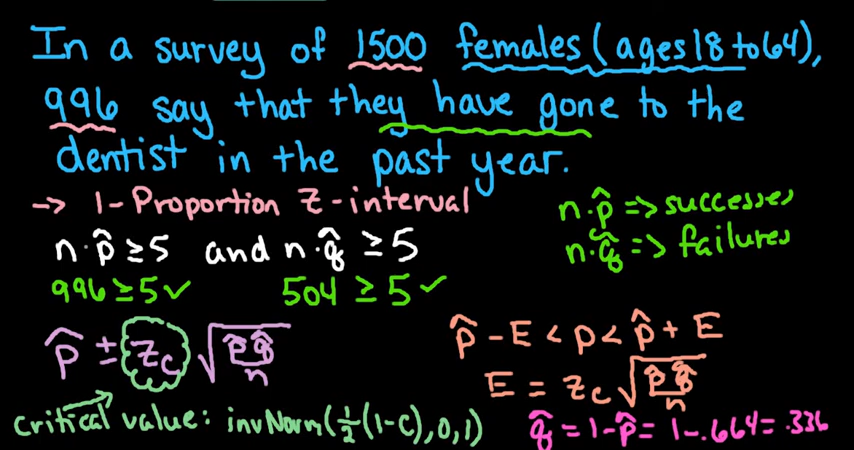 In a survey of 1500 females (ages 18 to 64),
996 say that they have gone to the
dentist in the past year.
→ 1-Proportion Z-interval
n·p̂ => successes
n·p̂ ≥ 5 and n·q̂ ≥ 5
n·q̂ => failures
996 ≥ 5 ✓ 504 ≥ 5 ✓
p̂ ± z_c √(p̂q̂/n)
p̂ - E < p < p̂ + E
E = z_c √(p̂q̂/n)
critical value: invNorm(½(1-c),0,1)
q̂ = 1-p̂ = 1-.664 = .336